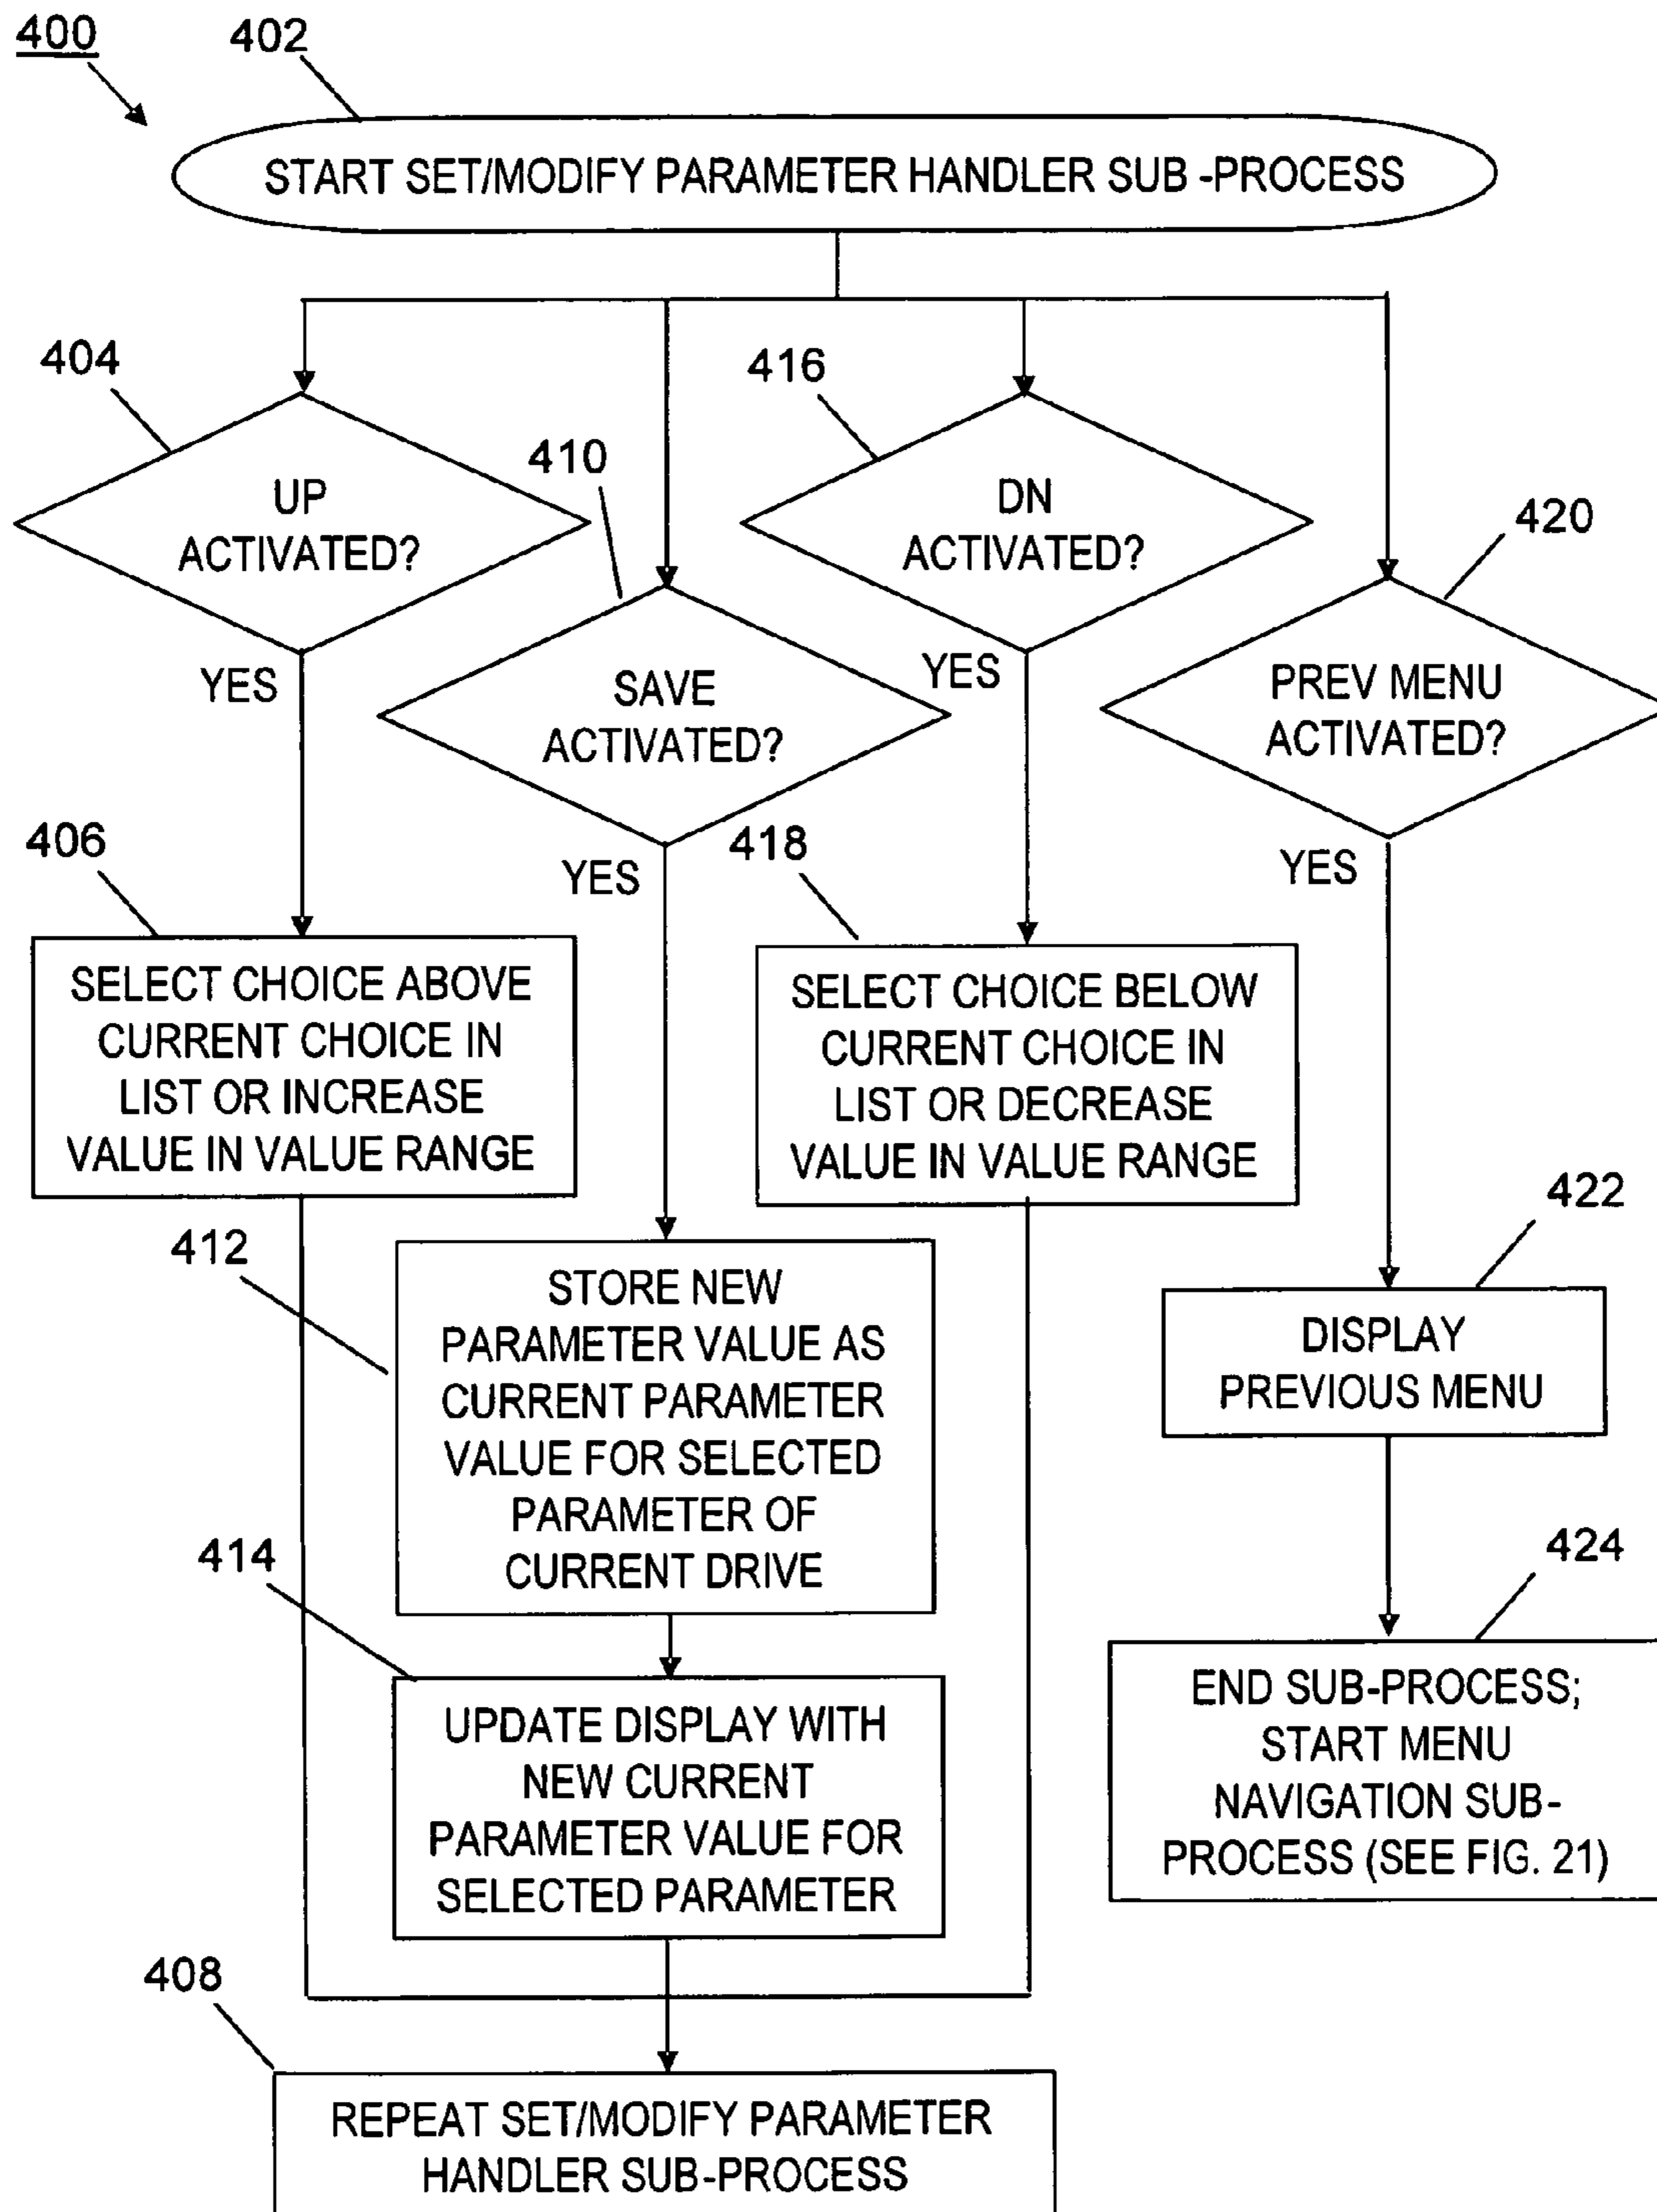 400
402
START SET/MODIFY PARAMETER HANDLER SUB -PROCESS
404
UP
ACTIVATED?
YES
410
SAVE
ACTIVATED?
YES
416
DN
ACTIVATED?
YES
420
PREV MENU
ACTIVATED?
YES
406
SELECT CHOICE ABOVE
CURRENT CHOICE IN
LIST OR INCREASE
VALUE IN VALUE RANGE
418
SELECT CHOICE BELOW
CURRENT CHOICE IN
LIST OR DECREASE
VALUE IN VALUE RANGE
412
STORE NEW
PARAMETER VALUE AS
CURRENT PARAMETER
VALUE FOR SELECTED
PARAMETER OF
CURRENT DRIVE
422
DISPLAY
PREVIOUS MENU
414
UPDATE DISPLAY WITH
NEW CURRENT
PARAMETER VALUE FOR
SELECTED PARAMETER
424
END SUB-PROCESS;
START MENU
NAVIGATION SUB-
PROCESS (SEE FIG. 21)
408
REPEAT SET/MODIFY PARAMETER
HANDLER SUB-PROCESS